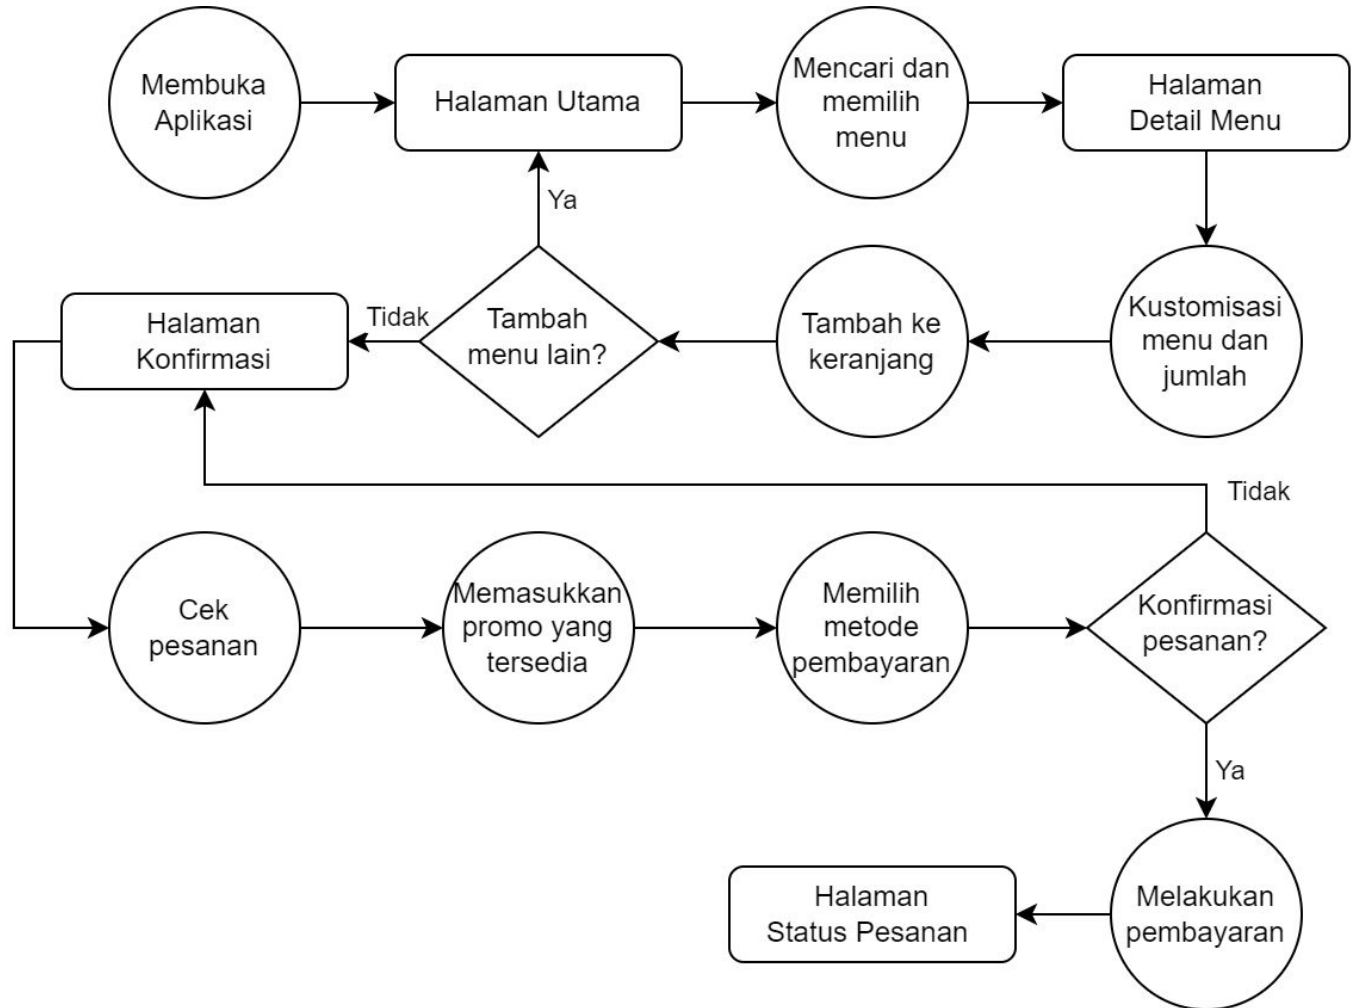 Membuka
Aplikasi
Halaman Utama
Mencari dan
memilih
menu
Halaman
Detail Menu
Ya
Halaman
Konfirmasi
Tidak
Tambah
menu lain?
Tambah ke
keranjang
Kustomisasi
menu dan
jumlah
Tidak
Cek
pesanan
Memasukkan
promo yang
tersedia
Memilih
metode
pembayaran
Konfirmasi
pesanan?
Ya
Halaman
Status Pesanan
Melakukan
pembayaran